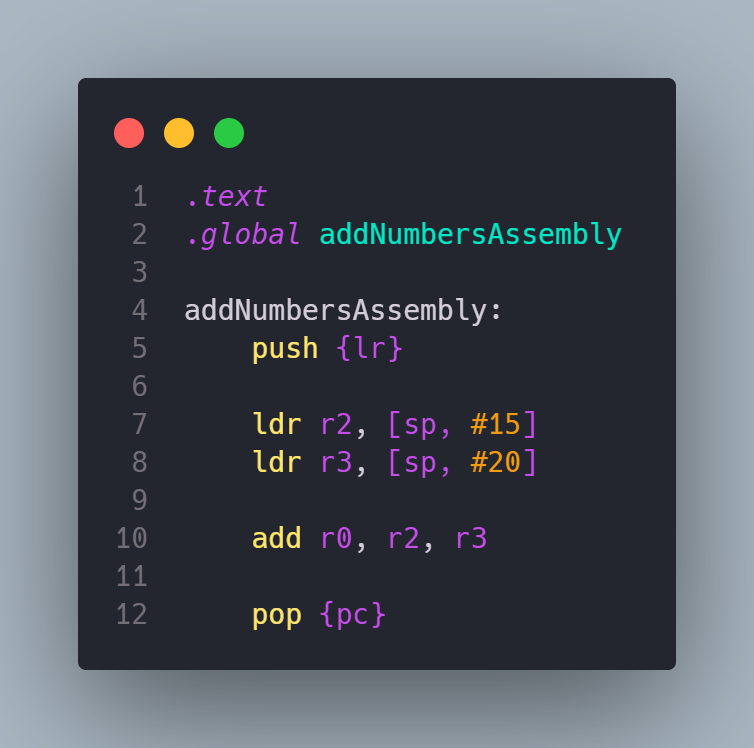 1 .text
2 .global addNumbersAssembly
3
4 addNumbersAssembly:
5     push {lr}
6
7     ldr r2, [sp, #15]
8     ldr r3, [sp, #20]
9
10     add r0, r2, r3
11
12     pop {pc}